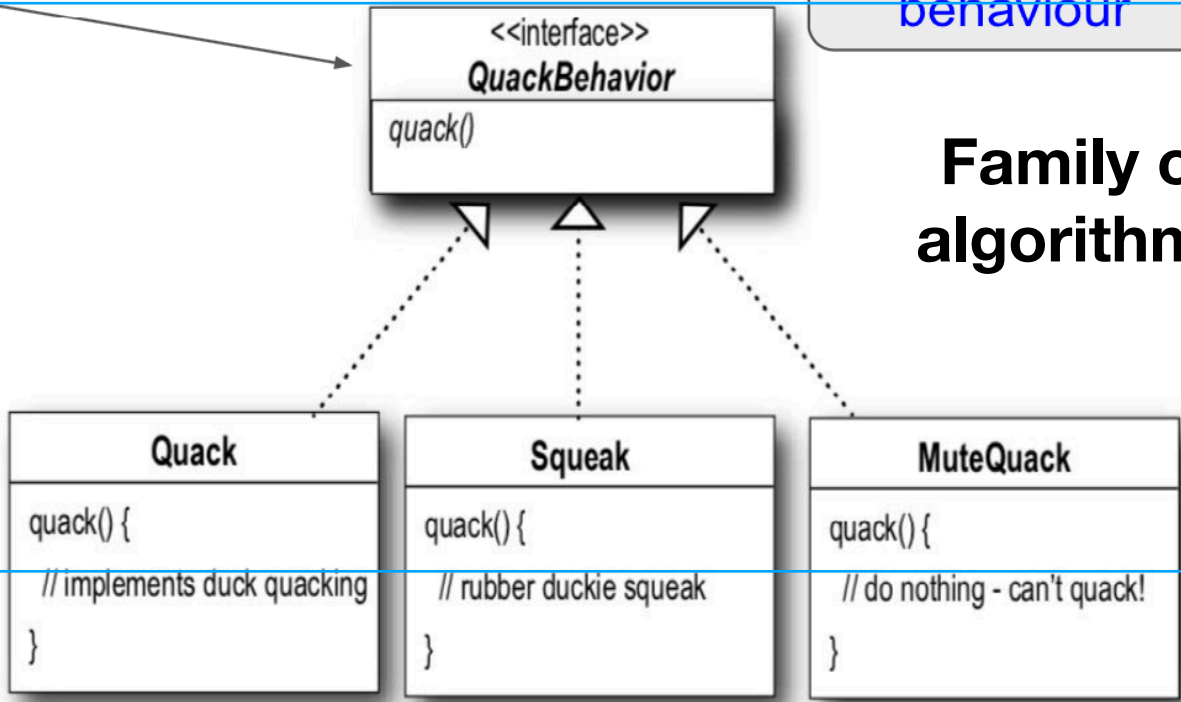 behaviour
<<interface>>
QuackBehavior
quack()
Family
algorithm
Quack
quack() {
// implements duck quacking
}
Squeak
quack() {
// rubber duckie squeak
}
MuteQuack
quack() {
// do nothing - can't quack!
}